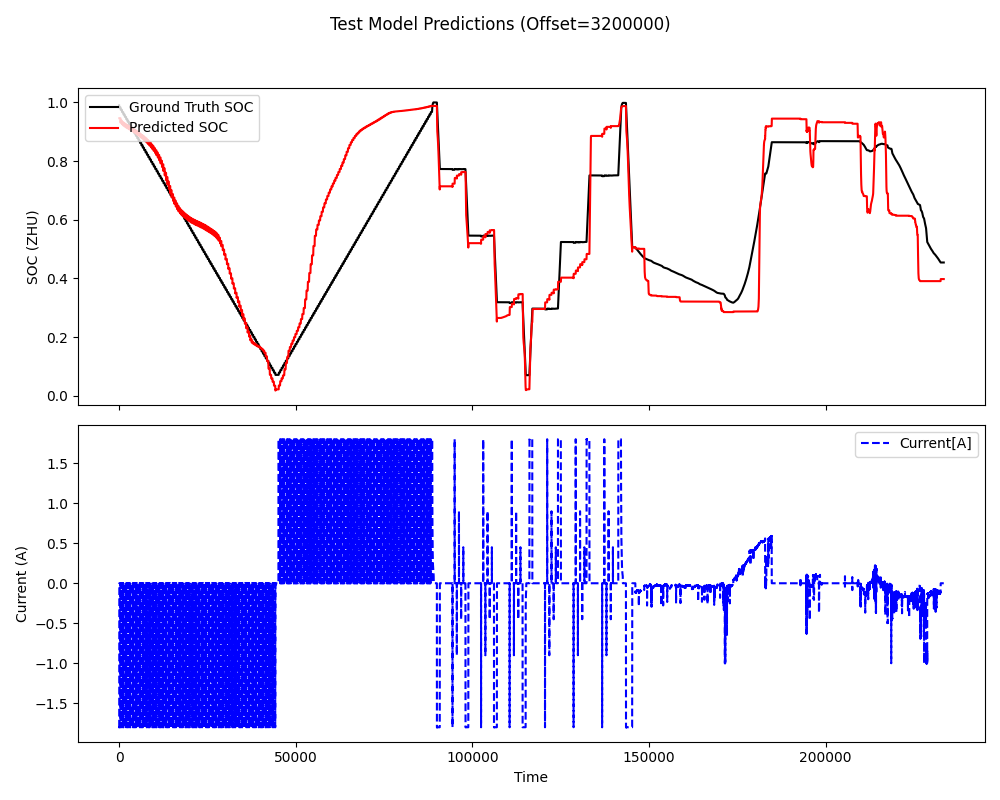 Test Model Predictions (Offset=3200000)
Ground Truth SOC
Predicted SOC
1.0
0.8
0.6
0.4
0.2
0.0
SOC (ZHU)
Current[A]
1.5
1.0
0.5
0.0
−0.5
−1.0
−1.5
Current (A)
0 50000 100000 150000 200000
Time